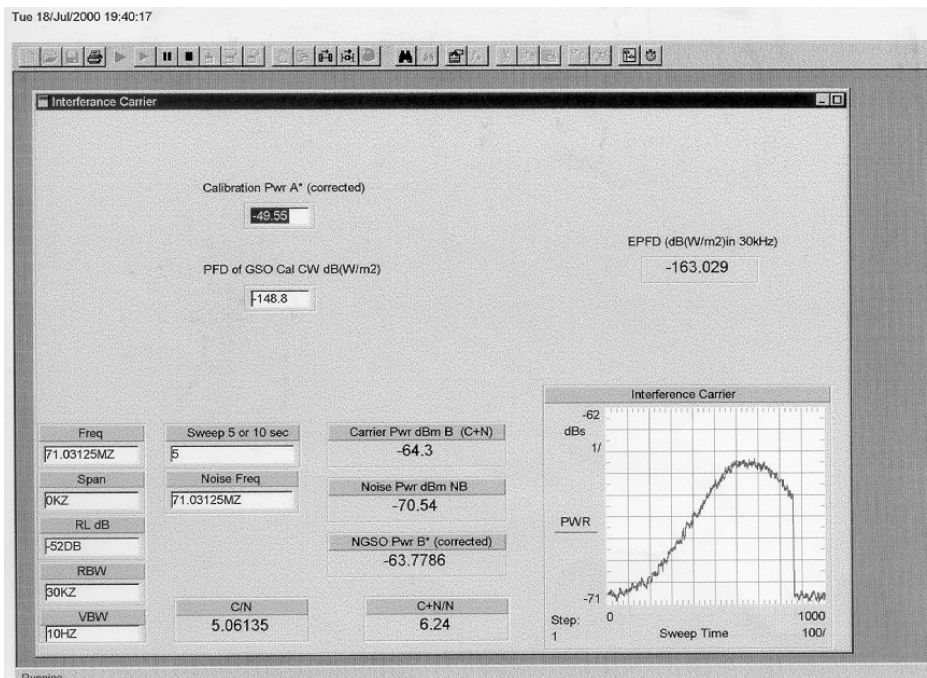 Tue 18/Jul/2000 19:40:17
Interferance Carrier
Calibration Pwr A* (corrected)
-49.55
EPFD (dB(W/m2)in 30kHz)
-163.029
PFD of GSO Cal CW dB(W/m2)
-148.8
Freq
71.03125MZ
Span
0KZ
RL dB
-52DB
RBW
30KZ
VBW
10HZ
Sweep 5 or 10 sec
5
Noise Freq
71.03125MZ
C/N
5.06135
Carrier Pwr dBm B (C+N)
-64.3
Noise Pwr dBm NB
-70.54
NGSO Pwr B* (corrected)
-63.7786
C+N/N
6.24
Interference Carrier
-62
dBs
1/
PWR
-71
0
1000
Step:
1
Sweep Time
100/
Running